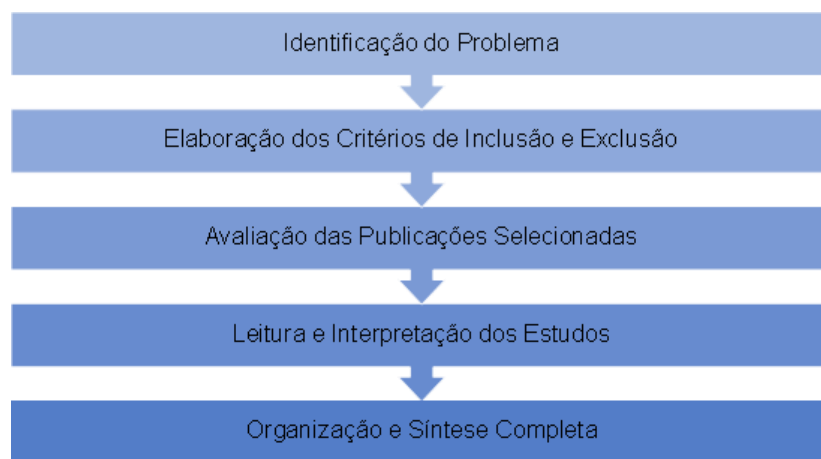 Identificação do Problema
Elaboração dos Critérios de Inclusão e Exclusão
Avaliação das Publicações Selecionadas
Leitura e Interpretação dos Estudos
Organização e Síntese Completa